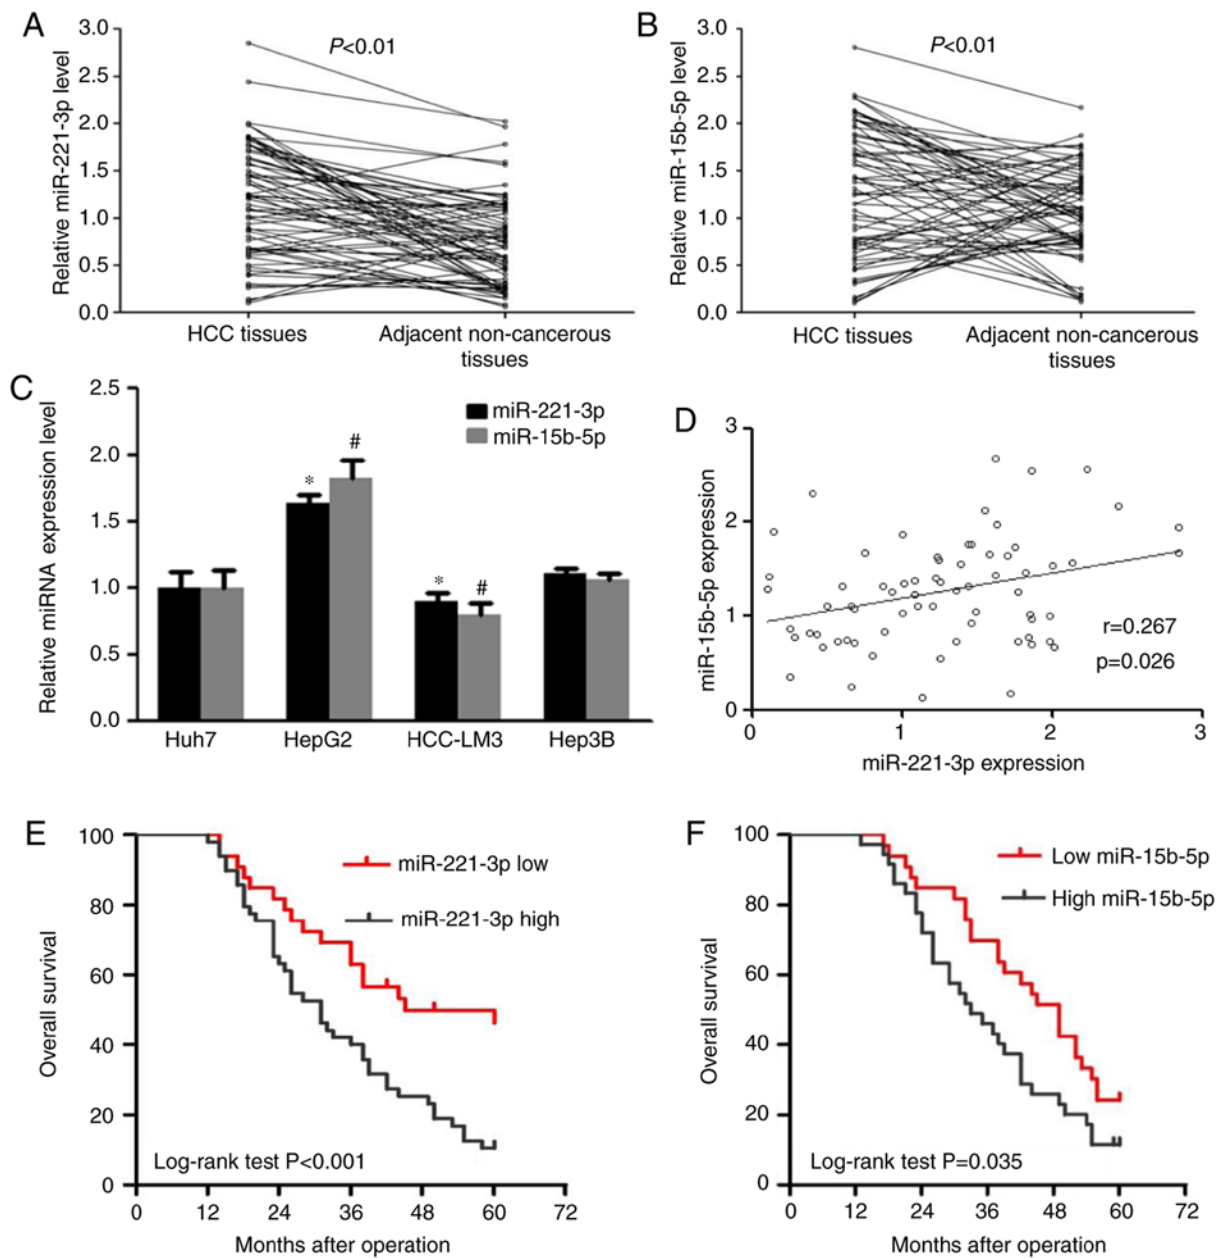 A
Relative miR-221-3p level
3.0
2.5
2.0
1.5
1.0
0.5
0.0
P<0.01
HCC tissues
Adjacent non-cancerous
tissues
B
Relative miR-15b-5p level
3.0
2.5
2.0
1.5
1.0
0.5
0.0
P<0.01
HCC tissues
Adjacent non-cancerous
tissues
C
Relative miRNA expression level
2.5
2.0
1.5
1.0
0.5
0.0
miR-221-3p
miR-15b-5p
*
#
*
#
Huh7
HepG2
HCC-LM3
Hep3B
D
miR-15b-5p expression
3
2
1
0
r=0.267
p=0.026
0
1
2
3
miR-221-3p expression
E
Overall survival
100
80
60
40
20
0
miR-221-3p low
miR-221-3p high
Log-rank test P<0.001
0
12
24
36
48
60
72
Months after operation
F
Overall survival
100
80
60
40
20
0
Low miR-15b-5p
High miR-15b-5p
Log-rank test P=0.035
0
12
24
36
48
60
72
Months after operation